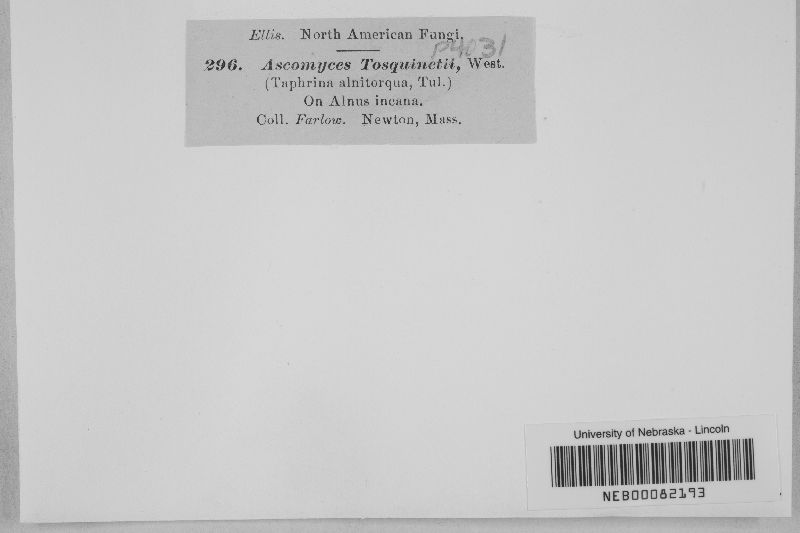 Ellis. North American Fungi.
P4031
296. Ascomyces Tosquinetii, West.
(Taphrina alnitorqua, Tul.)
On Alnus incana.
Coll. Farlow. Newton, Mass.
University of Nebraska - Lincoln
NEB00082193